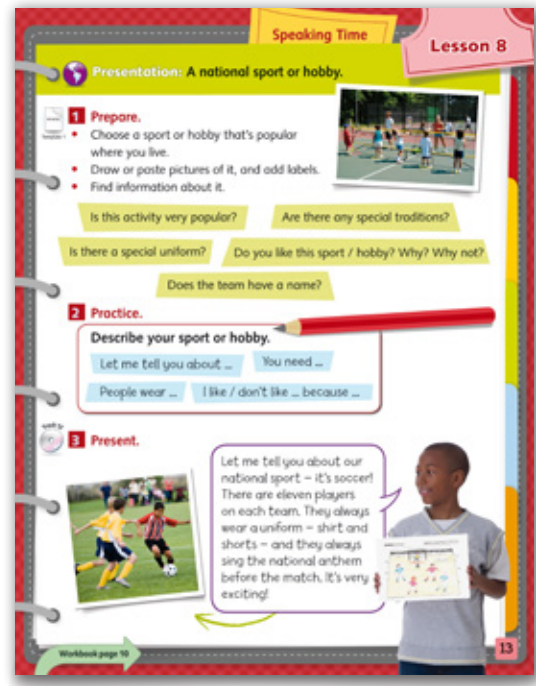 Speaking Time
Lesson 8
Presentation: A national sport or hobby.
1 Prepare.
• Choose a sport or hobby that's popular
where you live.
• Draw or paste pictures of it, and add labels.
• Find information about it.
Is this activity very popular?
Are there any special traditions?
Is there a special uniform?
Do you like this sport / hobby? Why? Why not?
Does the team have a name?
2 Practice.
Describe your sport or hobby.
Let me tell you about ...
You need ...
People wear ...
I like / don't like ... because ...
3 Present.
Let me tell you about our
national sport – it's soccer!
There are eleven players
on each team. They always
wear a uniform – shirt and
shorts – and they always
sing the national anthem
before the match. It's very
exciting!
Workbook page 10
13